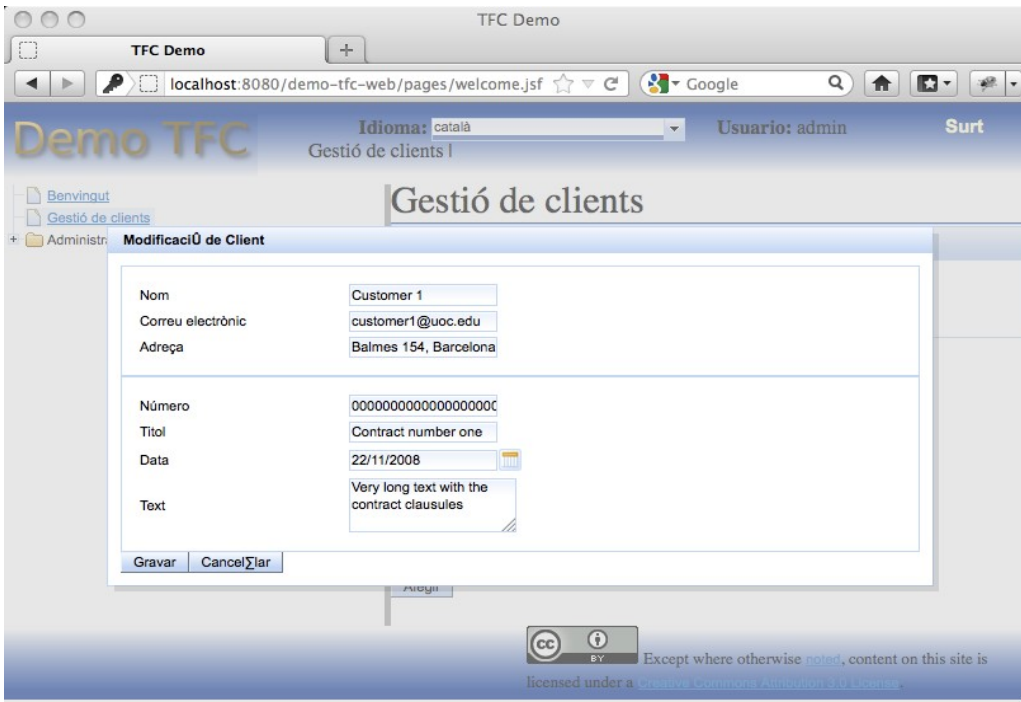 TFC Demo
TFC Demo
localhost:8080/demo-tfc-web/pages/welcome.jsf
Google
Demo TFC
Idioma: català
Usuario: admin
Surt
Gestió de clients |
Benvingut
Gestió de clients
Administr
Gestió de clients
ModificaciÛ de Client
Nom
Customer 1
Correu electrònic
customer1@uoc.edu
Adreça
Balmes 154, Barcelona
Número
0000000000000000000
Titol
Contract number one
Data
22/11/2008
Text
Very long text with the
contract clausules
Gravar
Cancel∑lar
Afegir
cc
BY
Except where otherwise noted, content on this site is
licensed under a Creative Commons Attribution 3.0 License.